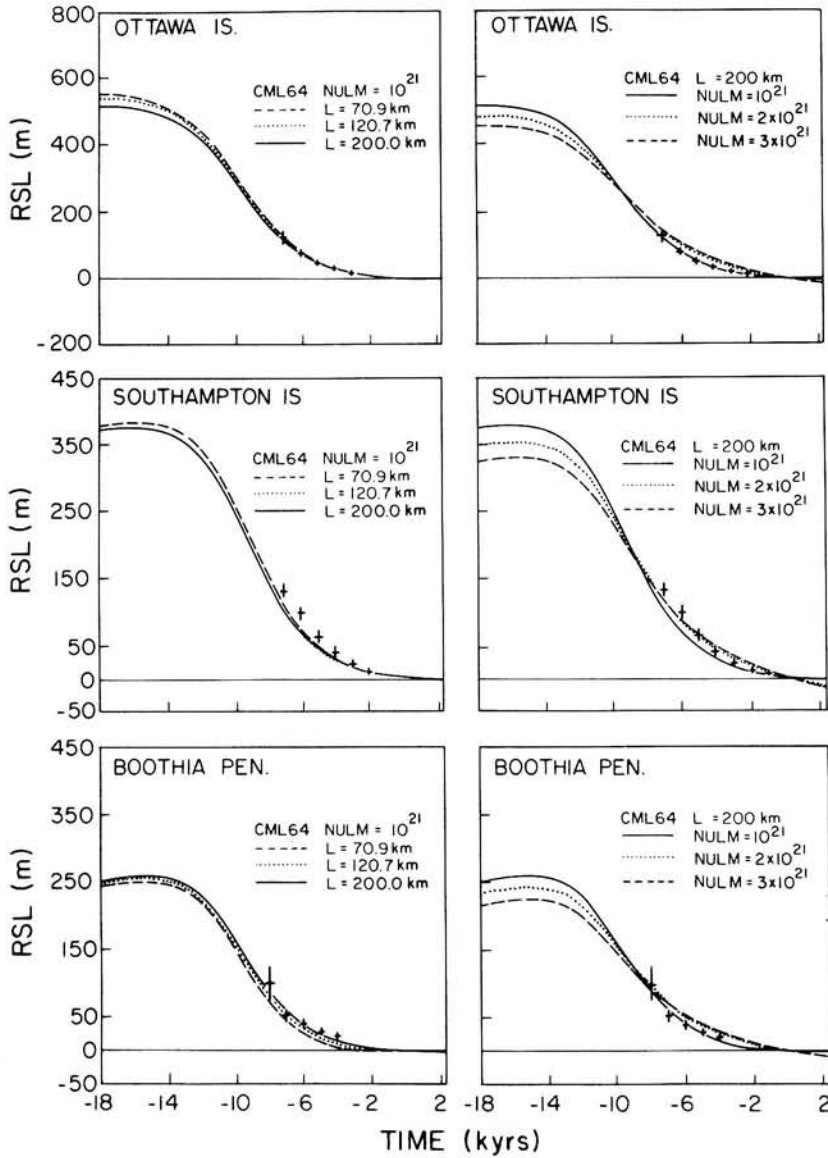 OTTAWA IS.
CML64 NULM = 10^21
L = 70.9 km
L = 120.7 km
L = 200.0 km
RSL (m)
800
600
400
200
0
-200
OTTAWA IS.
CML64 L = 200 km
NULM = 10^21
NULM = 2x10^21
NULM = 3x10^21
SOUTHAMPTON IS
CML64 NULM = 10^21
L = 70.9 km
L = 120.7 km
L = 200.0 km
RSL (m)
450
350
250
150
50
0
-50
SOUTHAMPTON IS
CML64 L = 200 km
NULM = 10^21
NULM = 2x10^21
NULM = 3x10^21
BOOTHIA PEN.
CML64 NULM = 10^21
L = 70.9 km
L = 120.7 km
L = 200.0 km
RSL (m)
450
350
250
150
50
0
-50
BOOTHIA PEN.
CML64 L = 200 km
NULM = 10^21
NULM = 2x10^21
NULM = 3x10^21
-18 -14 -10 -6 -2 2
-18 -14 -10 -6 -2 2
TIME (kyrs)